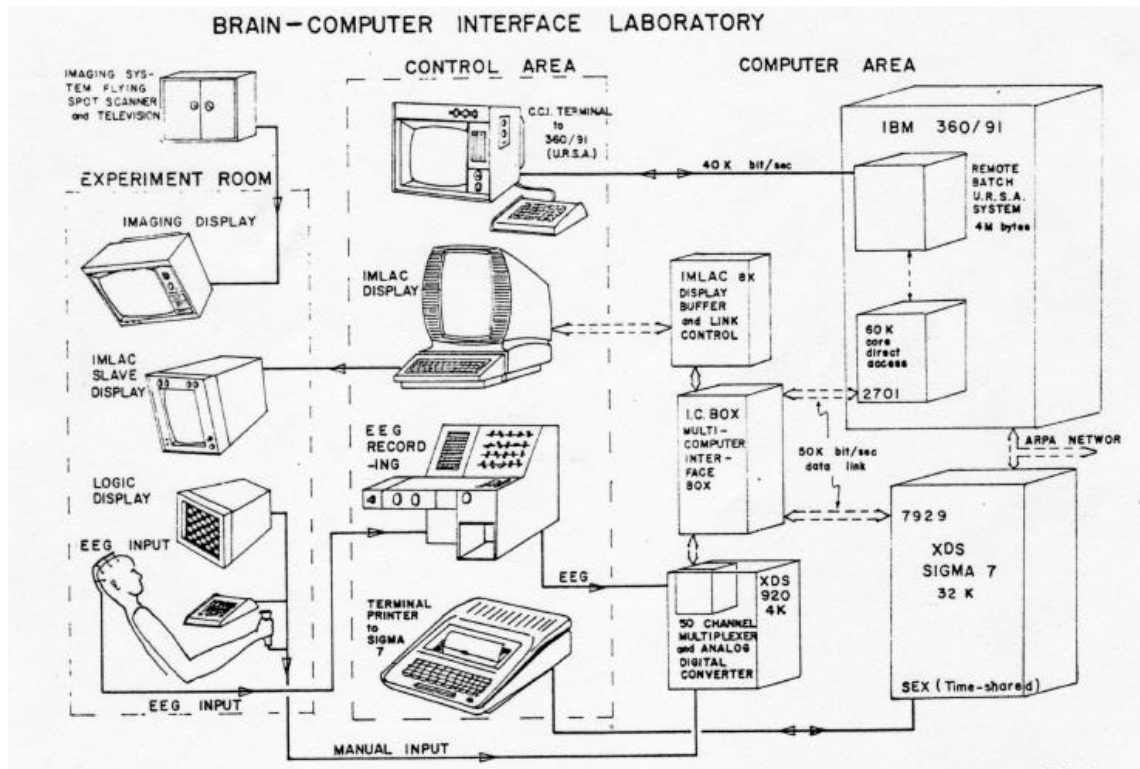 BRAIN-COMPUTER INTERFACE LABORATORY
IMAGING SYS-
TEM FLYING
SPOT SCANNER
and TELEVISION
EXPERIMENT ROOM
IMAGING DISPLAY
IMLAC
SLAVE
DISPLAY
LOGIC
DISPLAY
EEG INPUT
EEG INPUT
MANUAL INPUT
CONTROL AREA
C.C.I. TERMINAL
to
360/91
(U.R.S.A.)
IMLAC
DISPLAY
EEG
RECORD
-ING
TERMINAL
PRINTER
to
SIGMA
7
EEG
COMPUTER AREA
40 K bit/sec
IBM 360/91
REMOTE
BATCH
U.R.S.A.
SYSTEM
4M bytes
60 K
core
direct
access
2701
IMLAC 8K
DISPLAY
BUFFER
and LINK
CONTROL
I.C. BOX
MULTI-
COMPUTER
INTER-
FACE
BOX
50K bit/sec
data link
ARPA NETWOR
XDS
920
4K
50 CHANNEL
MULTIPLEXER
and ANALOG
DIGITAL
CONVERTER
7929
XDS
SIGMA 7
32 K
SEX (Time-shared)